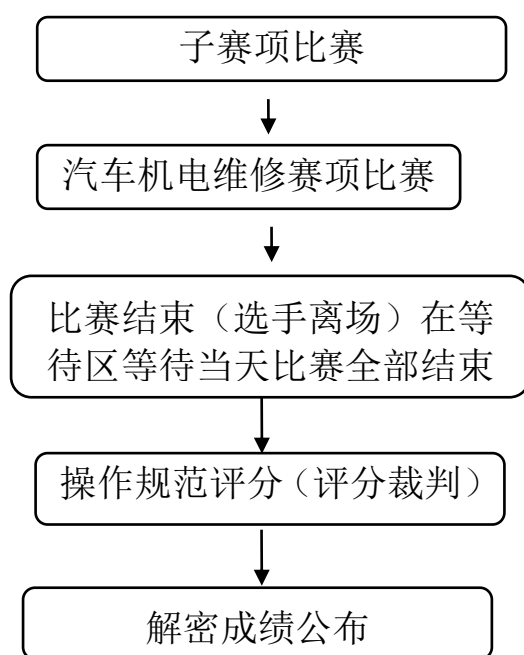 子赛项比赛
汽车机电维修赛项比赛
比赛结束（选手离场）在等
待区等待当天比赛全部结束
操作规范评分（评分裁判）
解密成绩公布